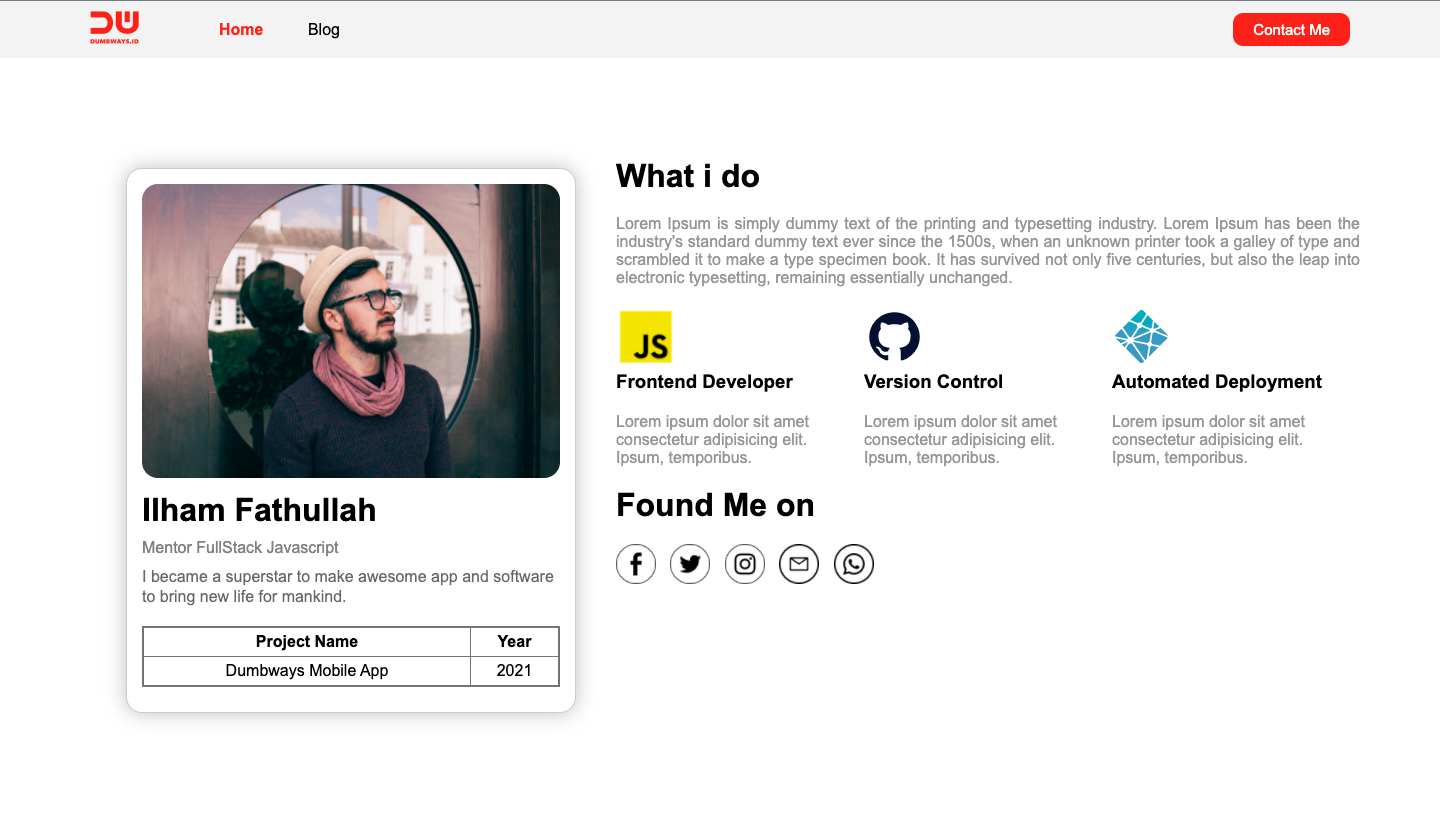 DW
DUMBWAYS.ID
Home
Blog
Contact Me
Ilham Fathullah
Mentor FullStack Javascript
I became a superstar to make awesome app and software
to bring new life for mankind.
Project Name Year
Dumbways Mobile App 2021
What i do
Lorem Ipsum is simply dummy text of the printing and typesetting industry. Lorem Ipsum has been the
industry's standard dummy text ever since the 1500s, when an unknown printer took a galley of type and
scrambled it to make a type specimen book. It has survived not only five centuries, but also the leap into
electronic typesetting, remaining essentially unchanged.
JS
Frontend Developer
Lorem ipsum dolor sit amet
consectetur adipisicing elit.
Ipsum, temporibus.
Version Control
Lorem ipsum dolor sit amet
consectetur adipisicing elit.
Ipsum, temporibus.
Automated Deployment
Lorem ipsum dolor sit amet
consectetur adipisicing elit.
Ipsum, temporibus.
Found Me on